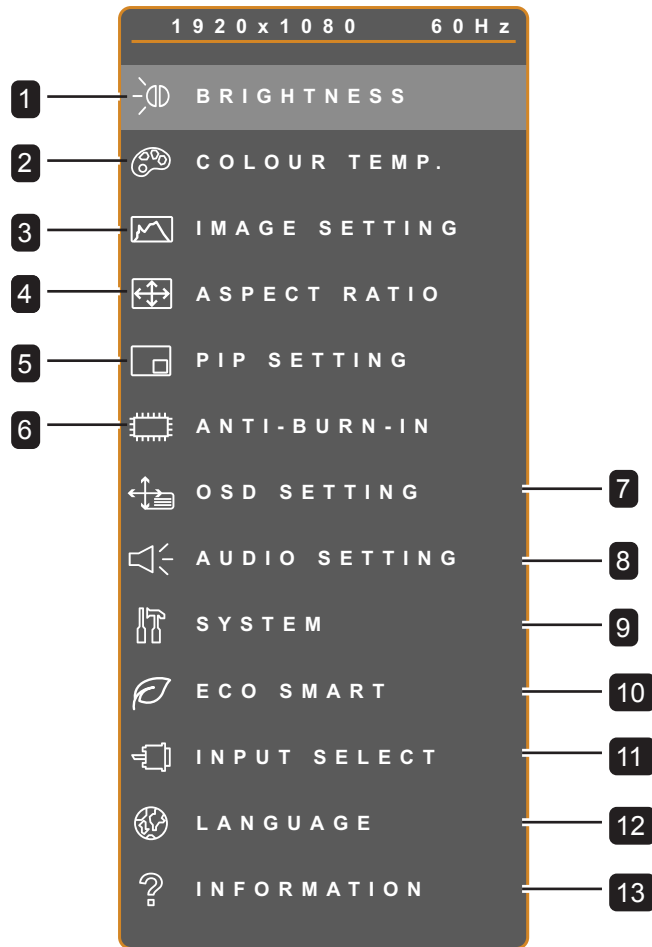 1920x1080 60Hz
1 BRIGHTNESS
2 COLOUR TEMP.
3 IMAGE SETTING
4 ASPECT RATIO
5 PIP SETTING
6 ANTI-BURN-IN
OSD SETTING 7
AUDIO SETTING 8
SYSTEM 9
ECO SMART 10
INPUT SELECT 11
LANGUAGE 12
INFORMATION 13